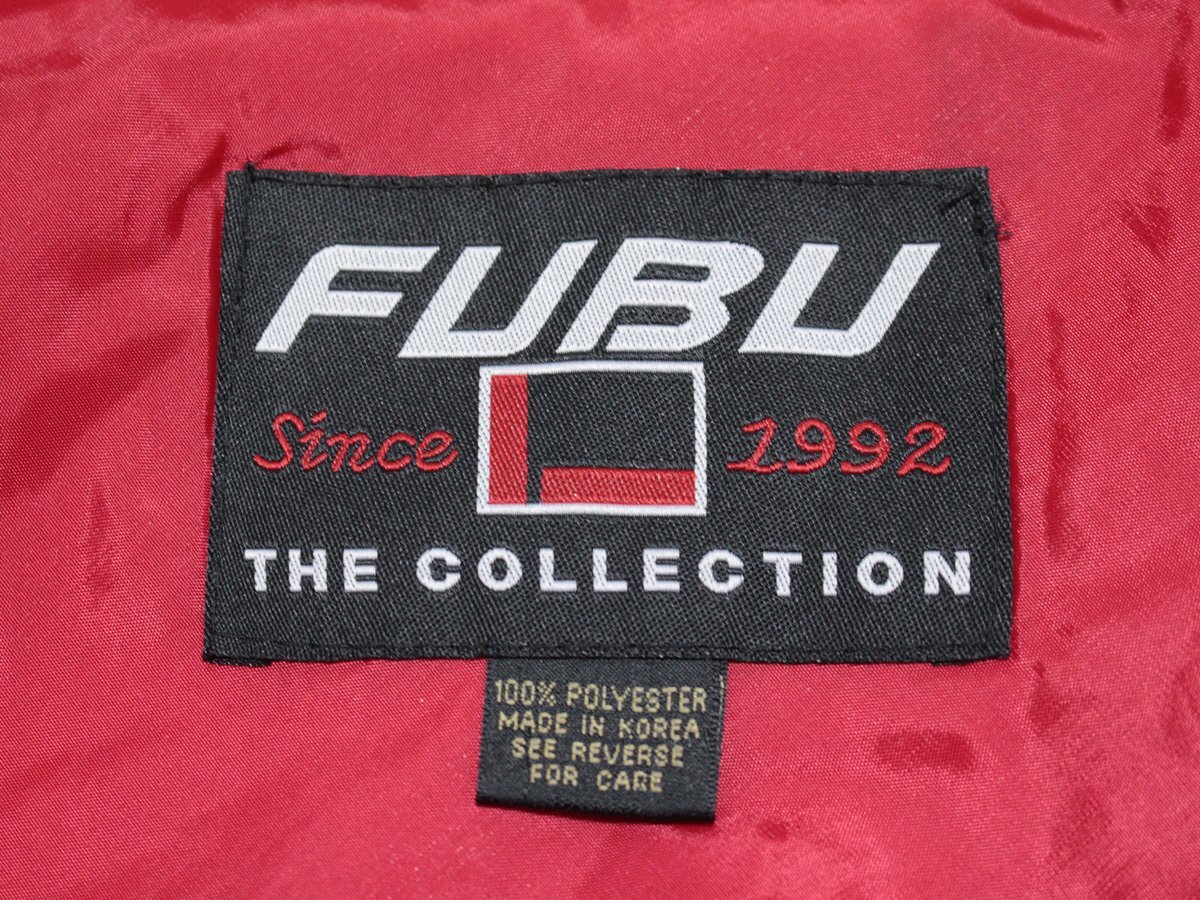 FUBU
Since 1992
THE COLLECTION
100% POLYESTER
MADE IN KOREA
SEE REVERSE
FOR CARE